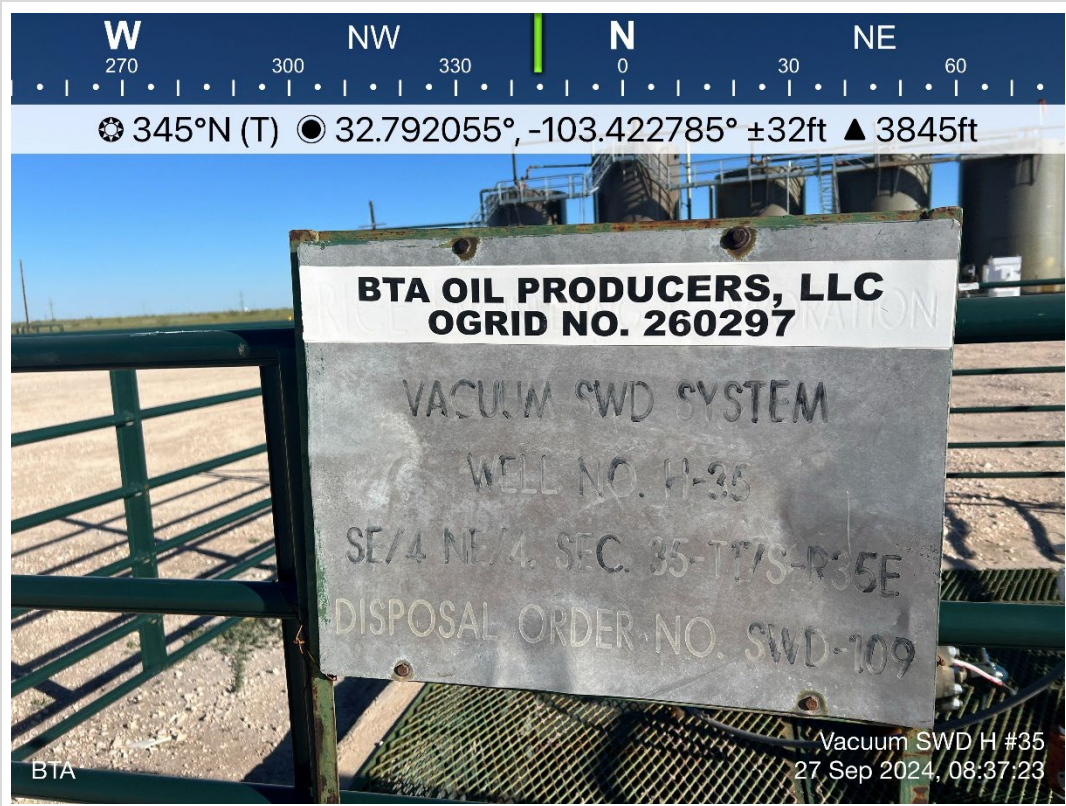 W NW N NE
270 300 330 0 30 60
345°N (T) 32.792055°, -103.422785° ±32ft ▲ 3845ft
BTA OIL PRODUCERS, LLC
OGRID NO. 260297
VACUUM SWD SYSTEM
WELL NO. H-35
SE/4 NE/4. SEC. 35-T17S-R35E
DISPOSAL ORDER NO. SWD-109
Vacuum SWD H #35
BTA 27 Sep 2024, 08:37:23